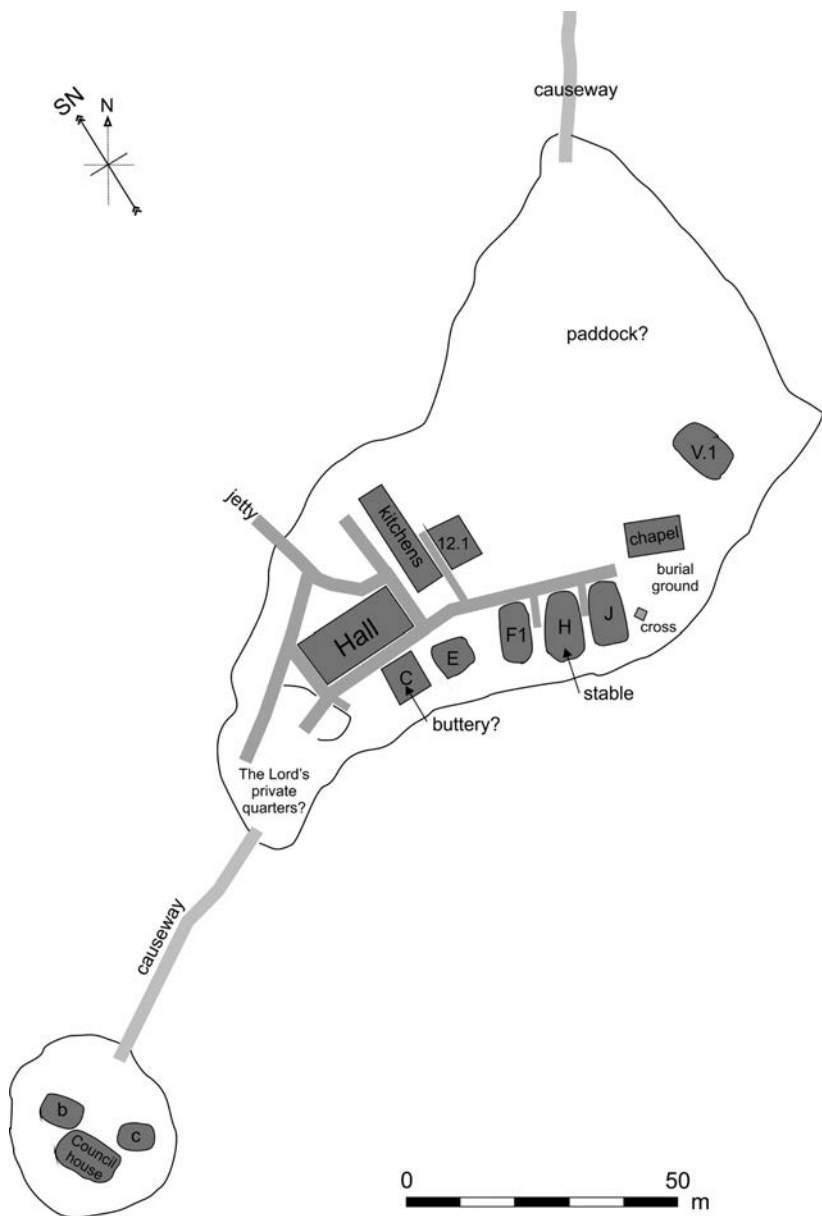 causeway
SN
N
paddock?
V.1
jetty
kitchens
12.1
chapel
burial
ground
Hall
F1
H
J
cross
E
C
stable
buttery?
The Lord's
private
quarters?
causeway
b
c
Council
house
0
50
m